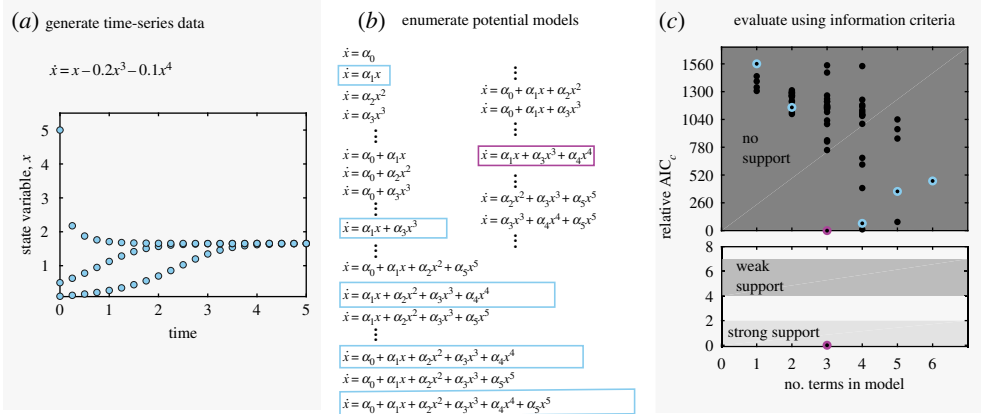 (a) generate time-series data
ẋ = x – 0.2x³ – 0.1x⁴
state variable, x
5
4
3
2
1
0
1
2
3
4
5
time
(b) enumerate potential models
ẋ = α₀
ẋ = α₁x
ẋ = α₂x²
ẋ = α₃x³
ẋ = α₀ + α₁x
ẋ = α₀ + α₂x²
ẋ = α₀ + α₃x³
ẋ = α₁x + α₃x³
ẋ = α₀ + α₁x + α₂x² + α₅x⁵
ẋ = α₁x + α₂x² + α₃x³ + α₄x⁴
ẋ = α₁x + α₂x² + α₃x³ + α₅x⁵
ẋ = α₀ + α₁x + α₂x² + α₃x³ + α₄x⁴
ẋ = α₀ + α₁x + α₂x² + α₃x³ + α₅x⁵
ẋ = α₀ + α₁x + α₂x² + α₃x³ + α₄x⁴ + α₅x⁵
ẋ = α₀ + α₁x + α₂x²
ẋ = α₀ + α₁x + α₃x³
ẋ = α₁x + α₃x³ + α₄x⁴
ẋ = α₂x² + α₃x³ + α₅x⁵
ẋ = α₃x³ + α₄x⁴ + α₅x⁵
(c) evaluate using information criteria
relative AICc
1560
1300
1040
780
520
260
0
no
support
8
6
4
2
0
weak
support
strong support
0
1
2
3
4
5
6
no. terms in model